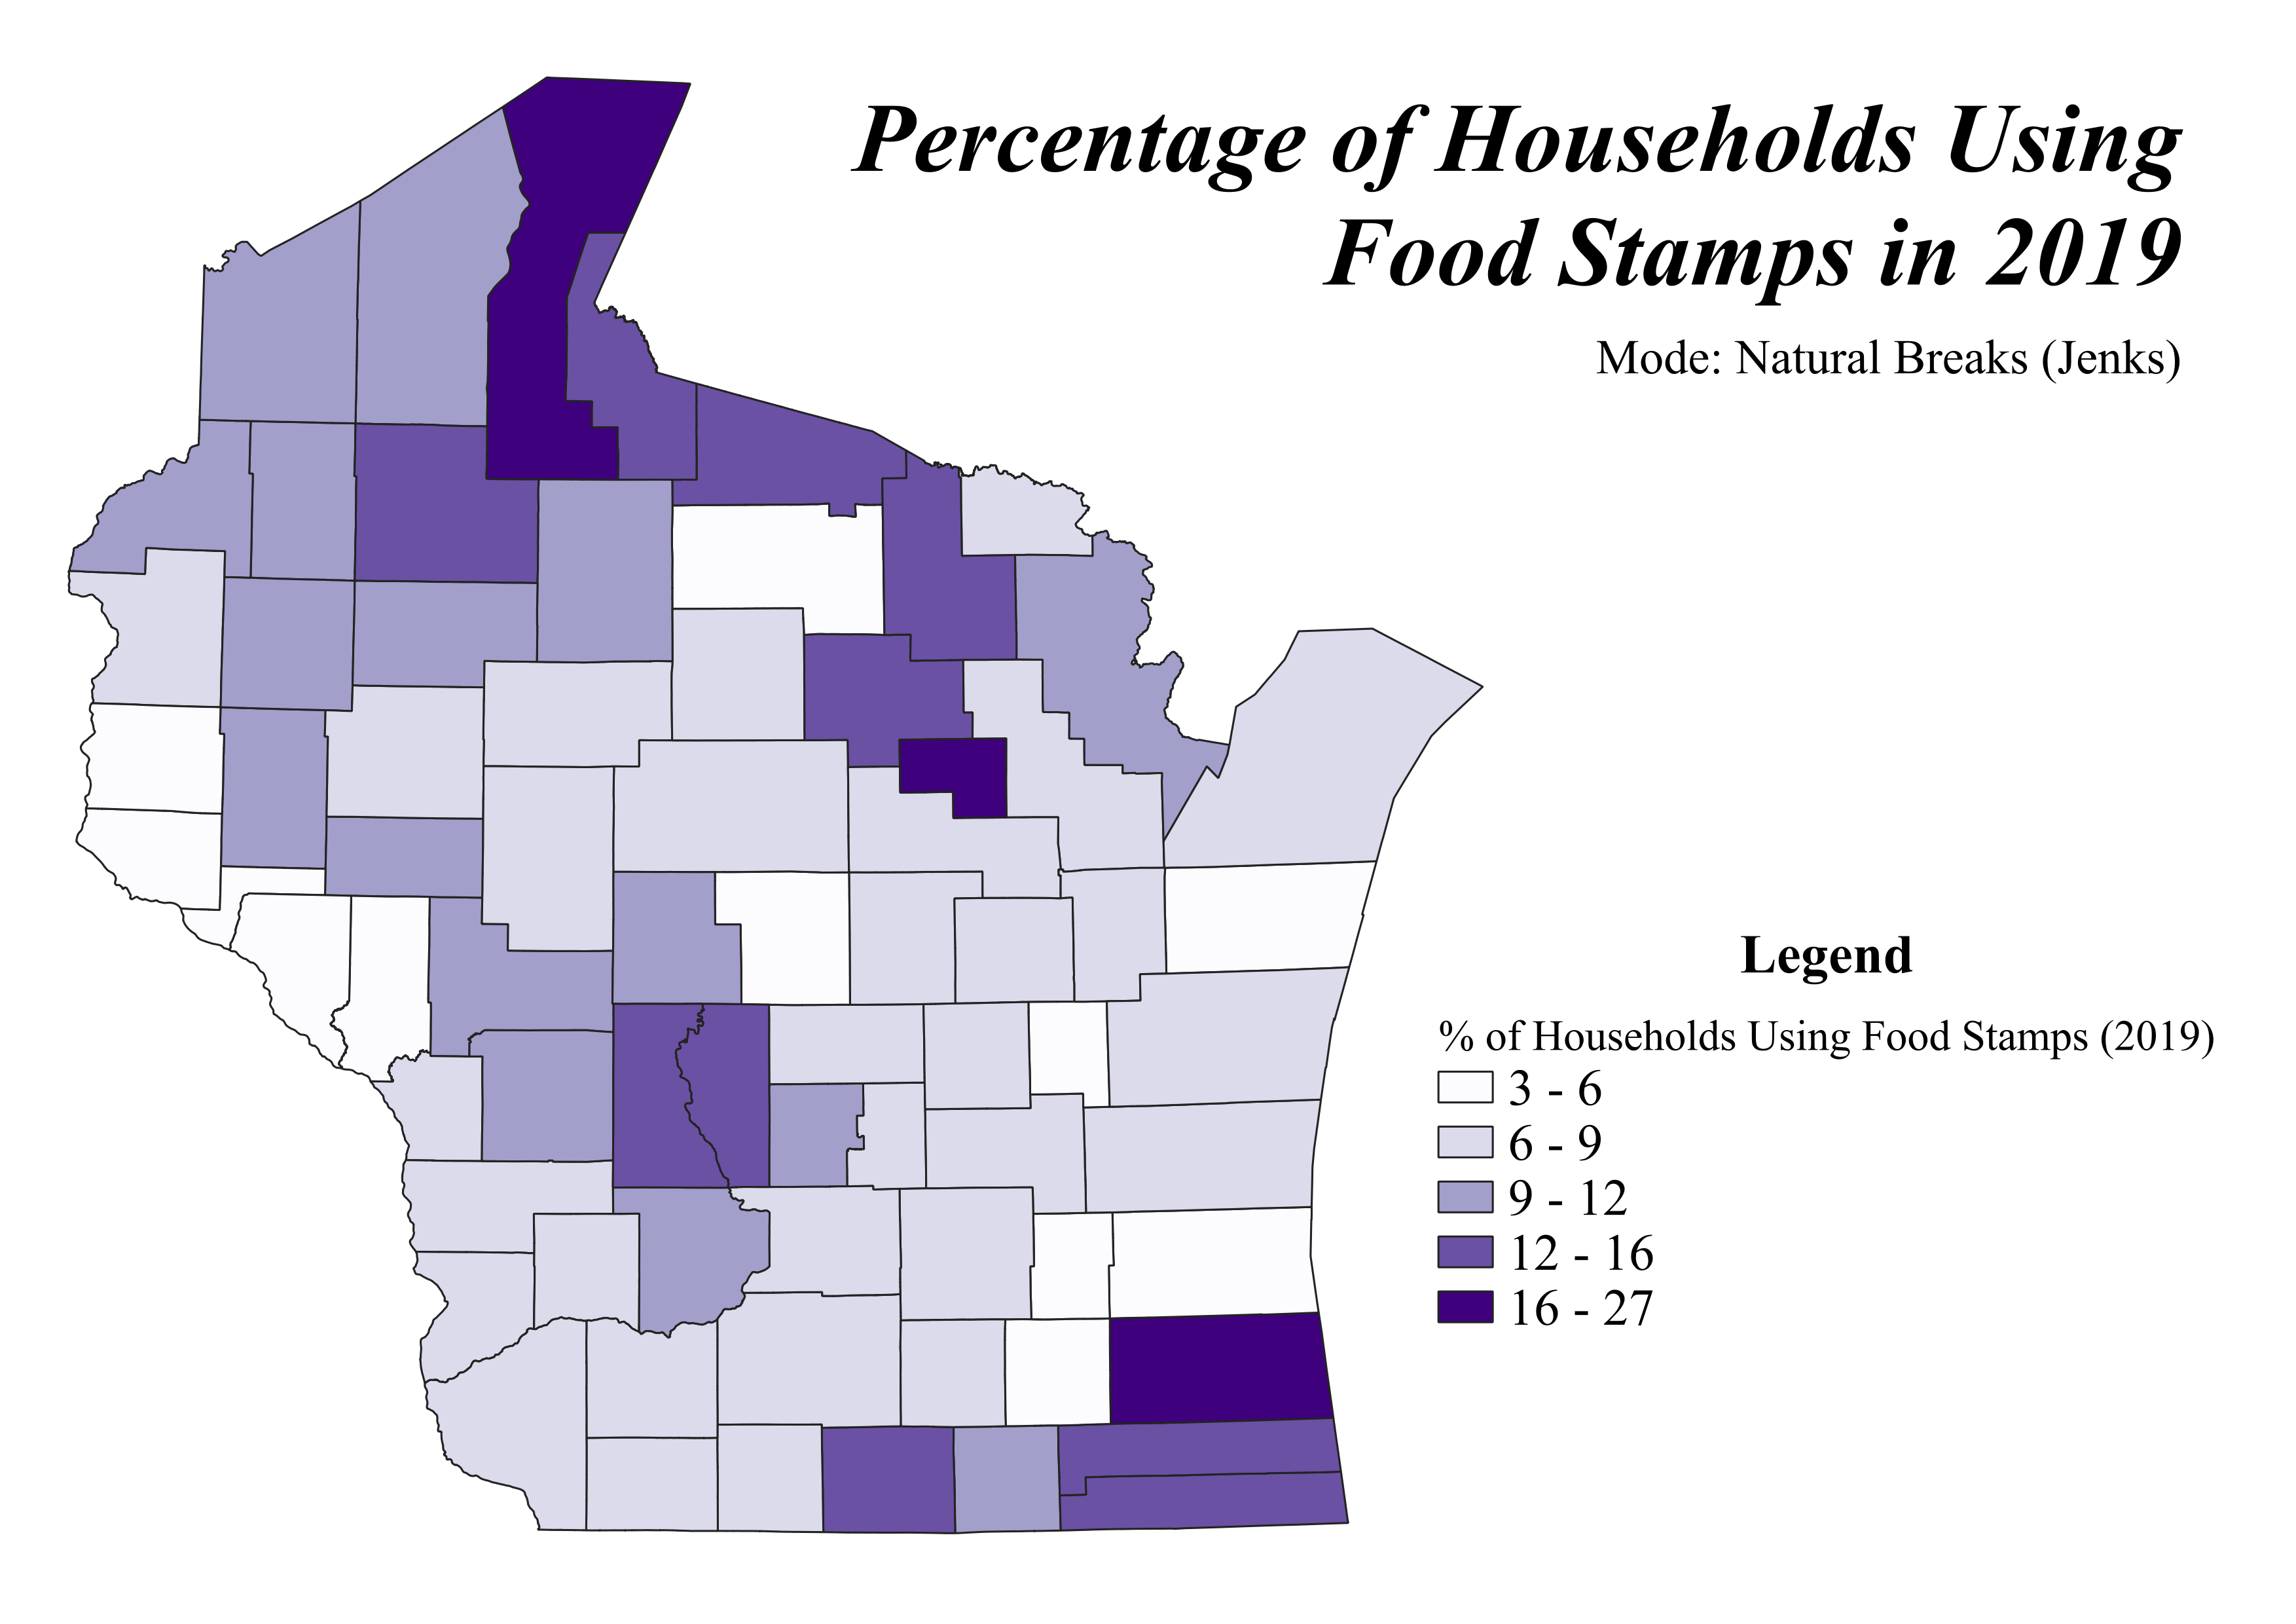 Percentage of Households Using
Food Stamps in 2019
Mode: Natural Breaks (Jenks)
Legend
% of Households Using Food Stamps (2019)
3 - 6
6 - 9
9 - 12
12 - 16
16 - 27